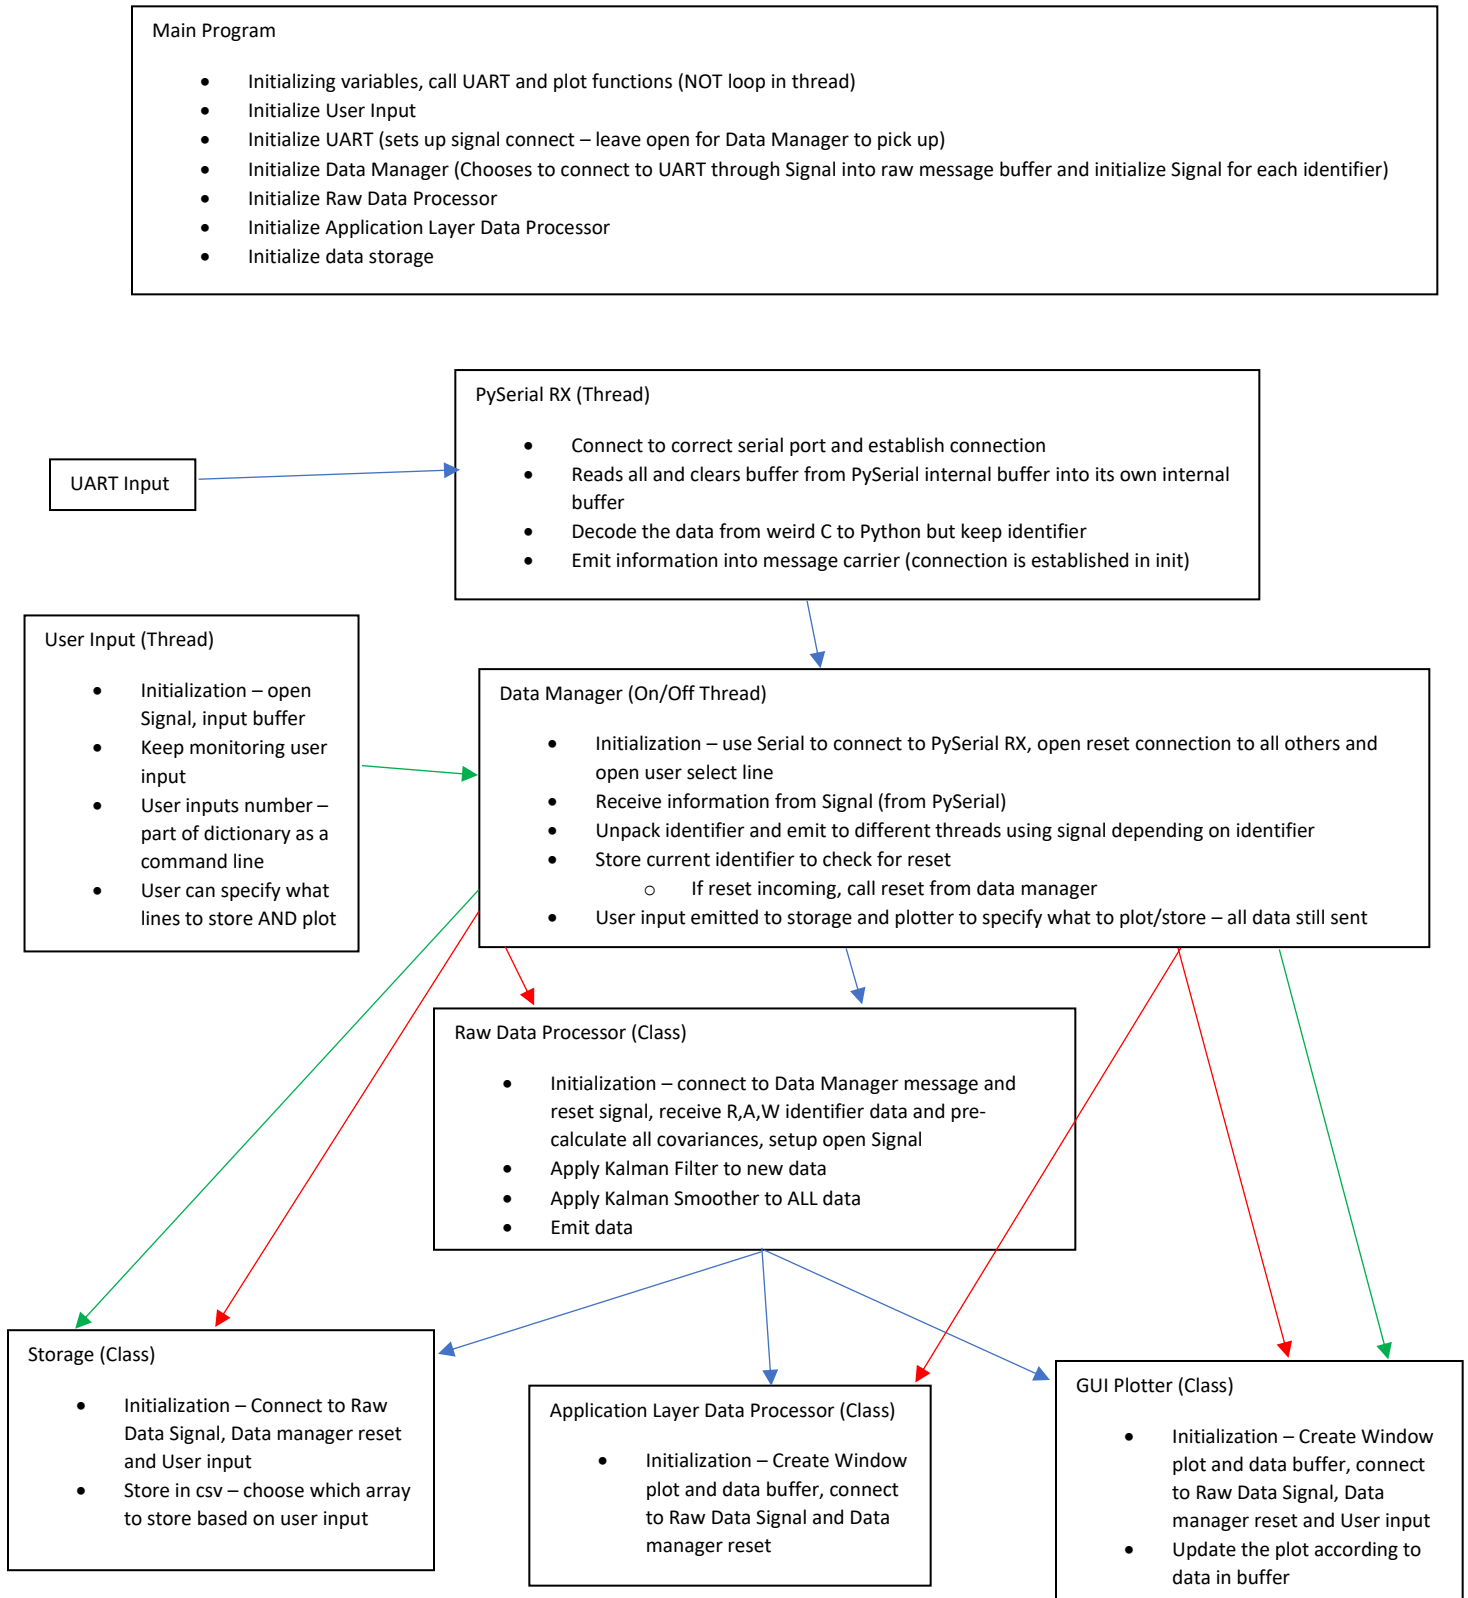 Main Program
• Initializing variables, call UART and plot functions (NOT loop in thread)
• Initialize User Input
• Initialize UART (sets up signal connect – leave open for Data Manager to pick up)
• Initialize Data Manager (Chooses to connect to UART through Signal into raw message buffer and initialize Signal for each identifier)
• Initialize Raw Data Processor
• Initialize Application Layer Data Processor
• Initialize data storage
PySerial RX (Thread)
• Connect to correct serial port and establish connection
• Reads all and clears buffer from PySerial internal buffer into its own internal
buffer
• Decode the data from weird C to Python but keep identifier
• Emit information into message carrier (connection is established in init)
UART Input
User Input (Thread)
• Initialization – open
Signal, input buffer
• Keep monitoring user
input
• User inputs number –
part of dictionary as a
command line
• User can specify what
lines to store AND plot
Data Manager (On/Off Thread)
• Initialization – use Serial to connect to PySerial RX, open reset connection to all others and
open user select line
• Receive information from Signal (from PySerial)
• Unpack identifier and emit to different threads using signal depending on identifier
• Store current identifier to check for reset
o If reset incoming, call reset from data manager
• User input emitted to storage and plotter to specify what to plot/store – all data still sent
Raw Data Processor (Class)
• Initialization – connect to Data Manager message and
reset signal, receive R,A,W identifier data and pre-
calculate all covariances, setup open Signal
• Apply Kalman Filter to new data
• Apply Kalman Smoother to ALL data
• Emit data
Storage (Class)
• Initialization – Connect to Raw
Data Signal, Data manager reset
and User input
• Store in csv – choose which array
to store based on user input
Application Layer Data Processor (Class)
• Initialization – Create Window
plot and data buffer, connect
to Raw Data Signal and Data
manager reset
GUI Plotter (Class)
• Initialization – Create Window
plot and data buffer, connect
to Raw Data Signal, Data
manager reset and User input
• Update the plot according to
data in buffer